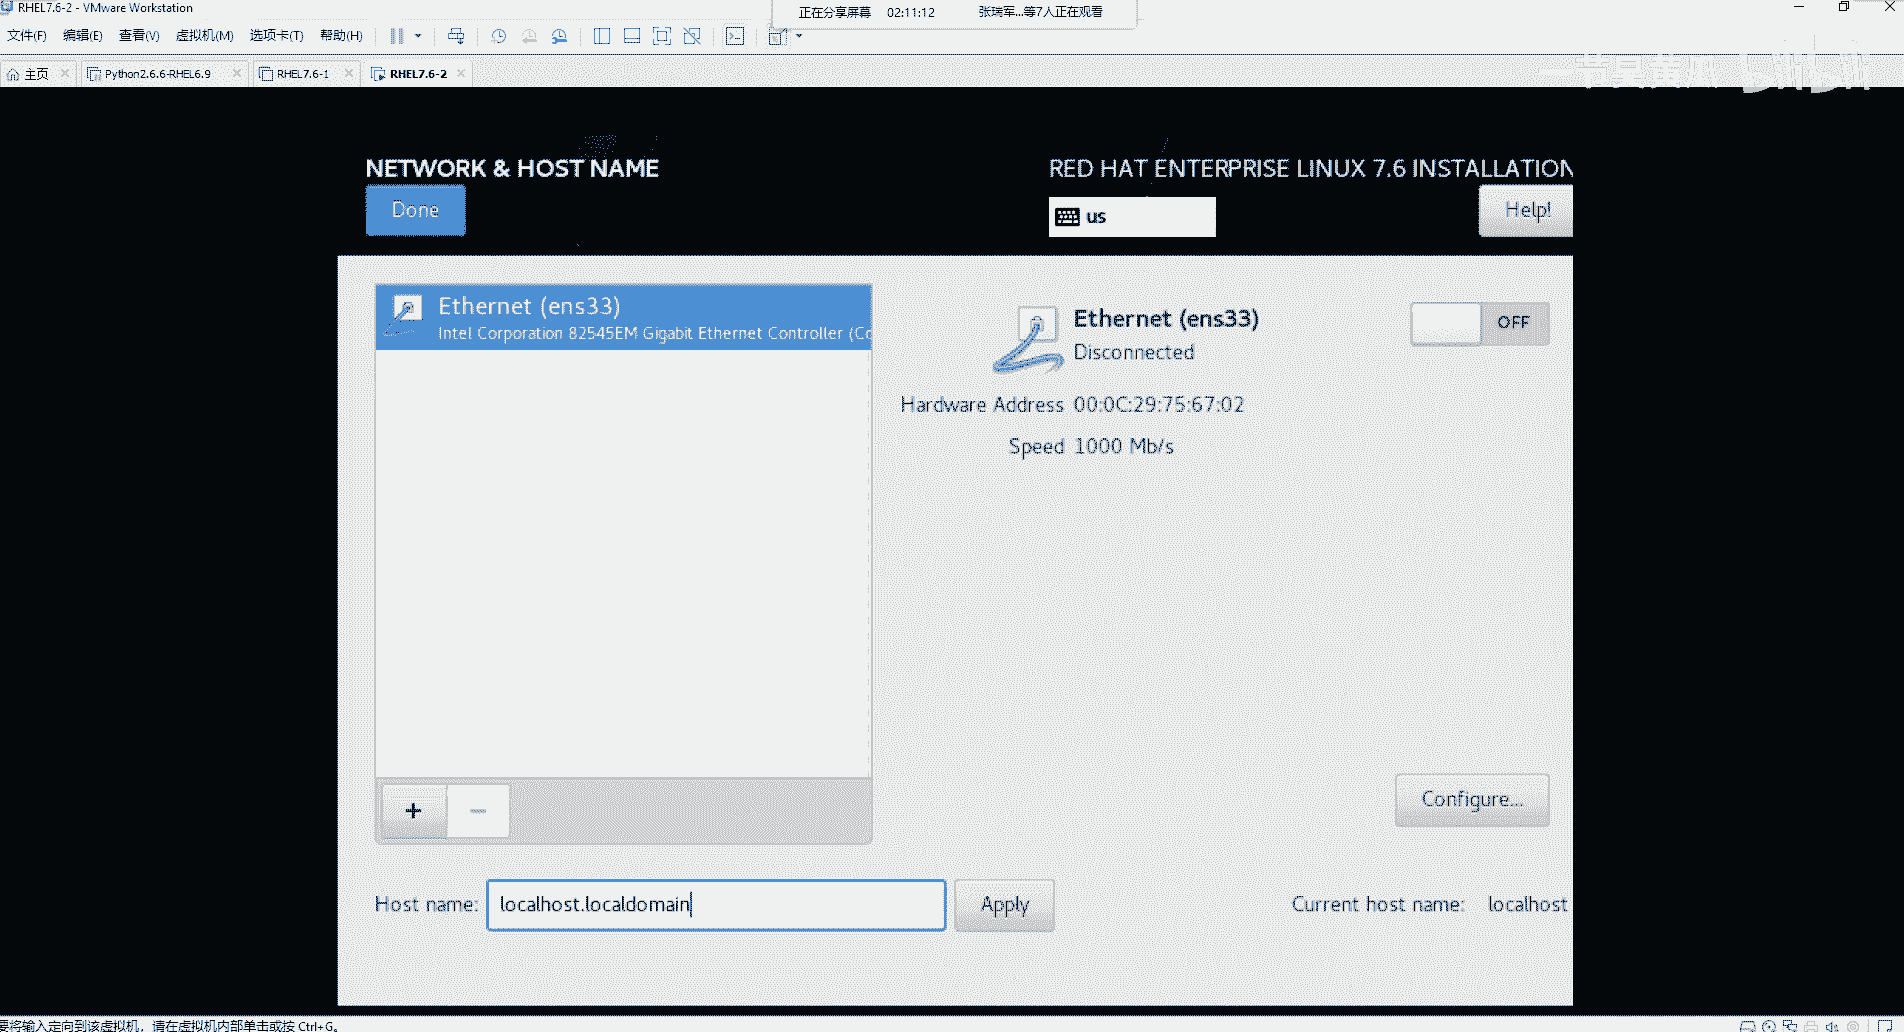 RHEL7.6-2 - VMware Workstation
正在分享屏幕 02:11:12 张瑞军...等7人正在观看
文件(F) 编辑(E) 查看(V) 虚拟机(M) 选项卡(T) 帮助(H)
主页 Python2.6.6-RHEL6.9 RHEL7.6-1 RHEL7.6-2
bilibili
NETWORK & HOST NAME
RED HAT ENTERPRISE LINUX 7.6 INSTALLATION
Done
us
Help!
Ethernet (ens33)
Intel Corporation 82545EM Gigabit Ethernet Controller (Co
Ethernet (ens33)
Disconnected
OFF
Hardware Address 00:0C:29:75:67:02
Speed 1000 Mb/s
+ −
Configure...
Host name: localhost.localdomain Apply Current host name: localhost
要将输入定向到该虚拟机，请在虚拟机内部单击或按 Ctrl+G。